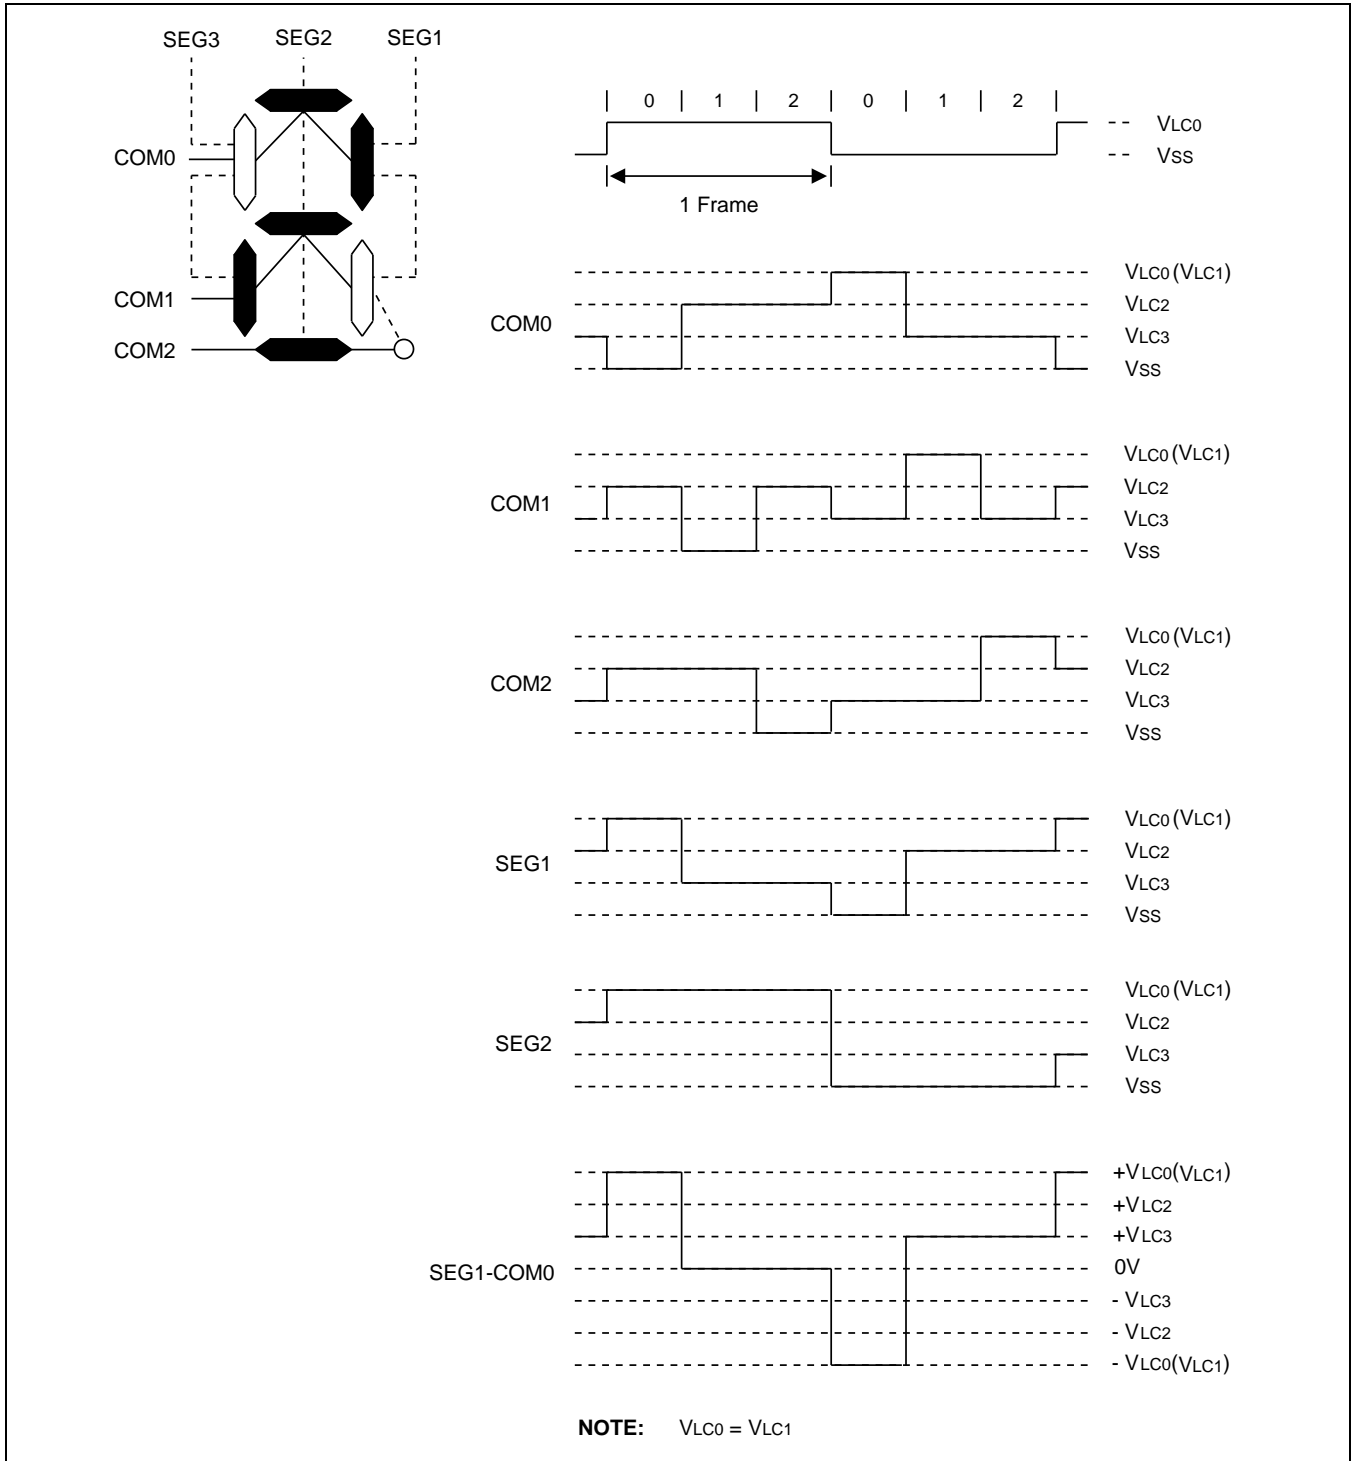 SEG3 SEG2 SEG1
0 1 2 0 1 2
VLC0
COM0
VSS
1 Frame
COM1
COM2
COM0
VLC0 (VLC1)
VLC2
VLC3
VSS
COM1
VLC0 (VLC1)
VLC2
VLC3
VSS
COM2
VLC0 (VLC1)
VLC2
VLC3
VSS
SEG1
VLC0 (VLC1)
VLC2
VLC3
VSS
SEG2
VLC0 (VLC1)
VLC2
VLC3
VSS
SEG1-COM0
+VLC0(VLC1)
+VLC2
+VLC3
0V
- VLC3
- VLC2
- VLC0(VLC1)
NOTE: VLC0 = VLC1